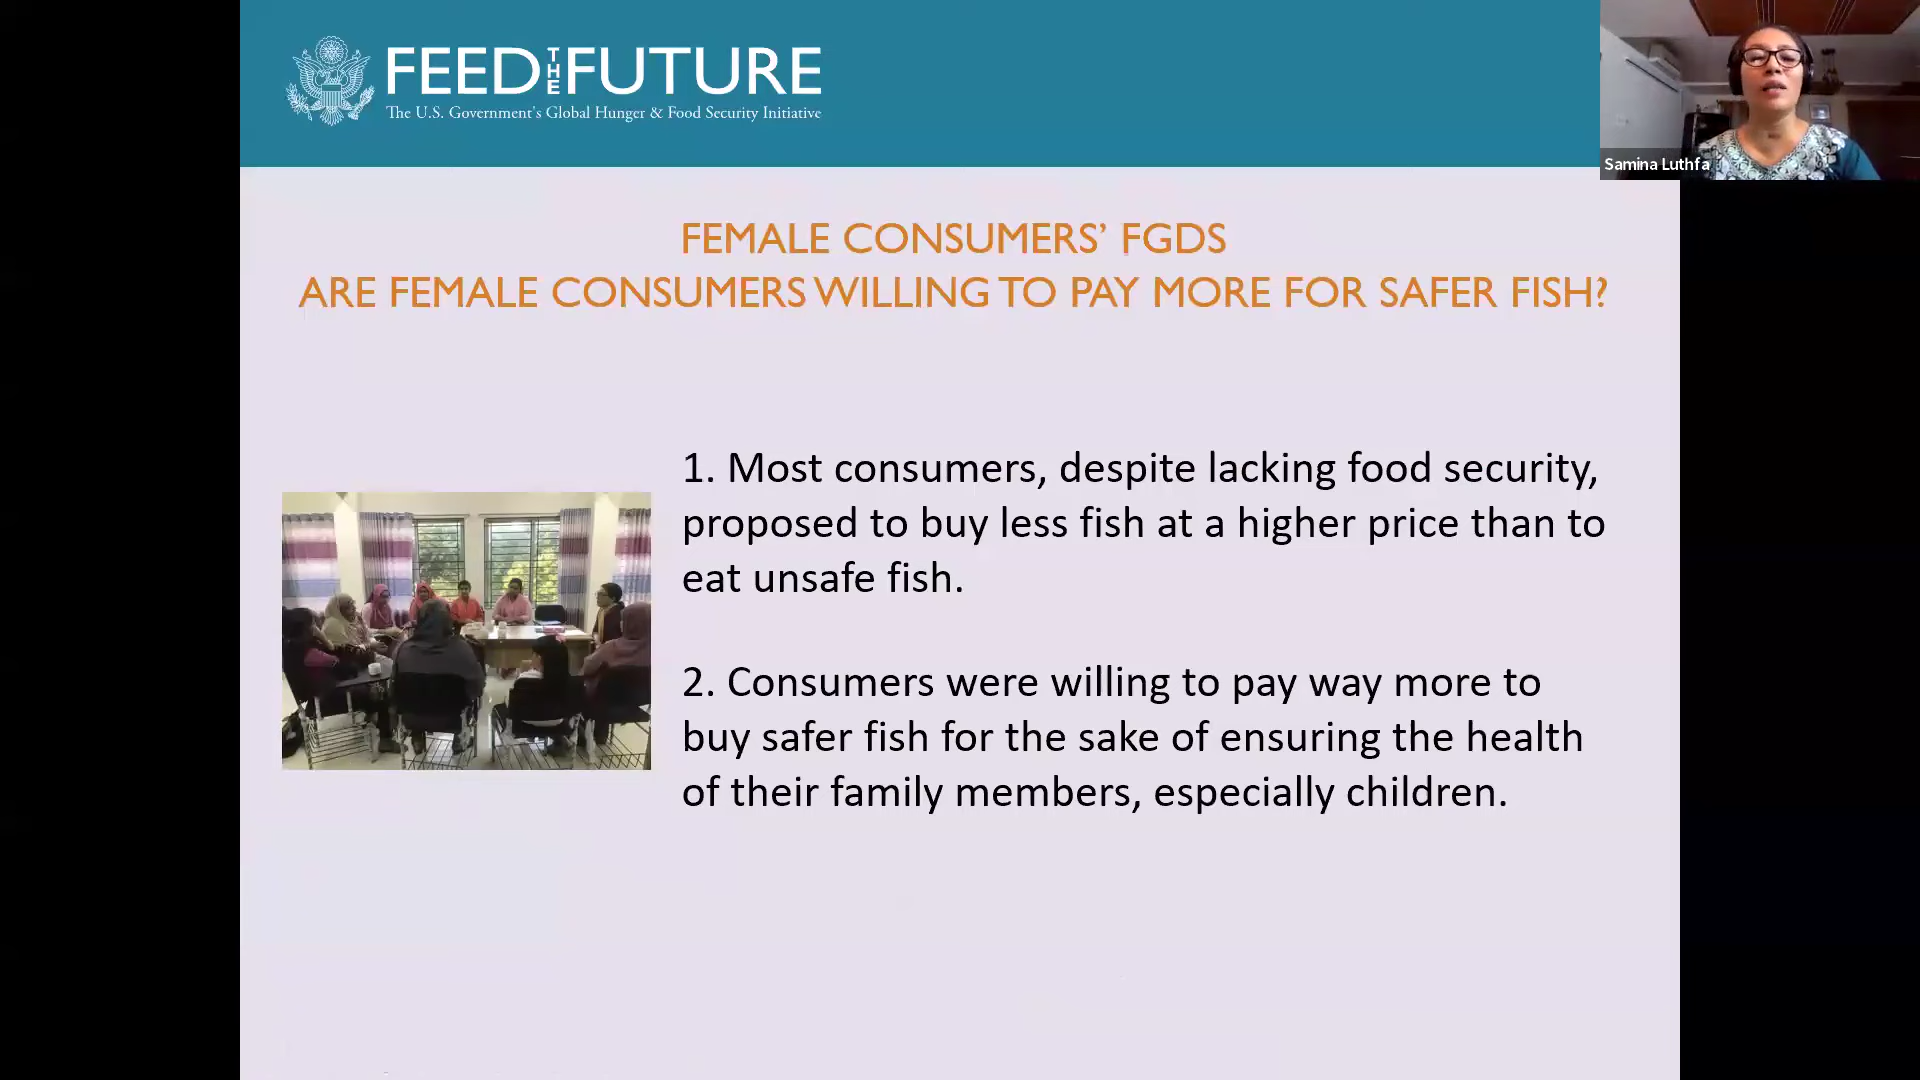 FEED THE FUTURE
The U.S. Government's Global Hunger & Food Security Initiative
Samina Luthfa
FEMALE CONSUMERS' FGDS
ARE FEMALE CONSUMERS WILLING TO PAY MORE FOR SAFER FISH?
1. Most consumers, despite lacking food security,
proposed to buy less fish at a higher price than to
eat unsafe fish.
2. Consumers were willing to pay way more to
buy safer fish for the sake of ensuring the health
of their family members, especially children.